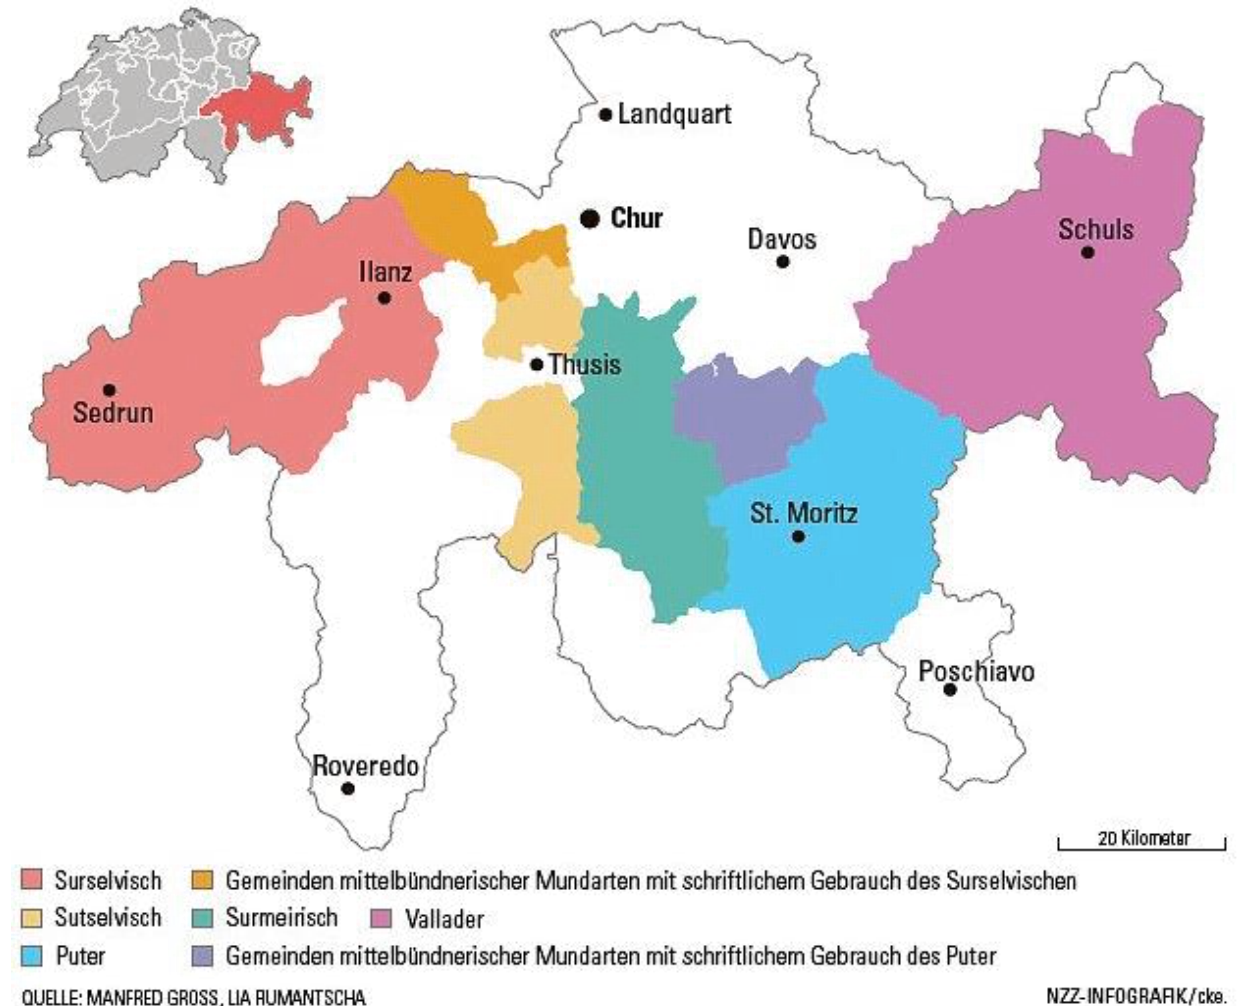 Landquart
Chur
Davos
Schuls
Ilanz
Thusis
Sedrun
St. Moritz
Poschiavo
Roveredo
20 Kilometer
Surselvisch
Gemeinden mittelbündnerischer Mundarten mit schriftlichem Gebrauch des Surselvischen
Sutselvisch
Surmeirisch
Vallader
Puter
Gemeinden mittelbündnerischer Mundarten mit schriftlichem Gebrauch des Puter
QUELLE: MANFRED GROSS, LIA RUMANTSCHA
NZZ-INFOGRAFIK/cke.